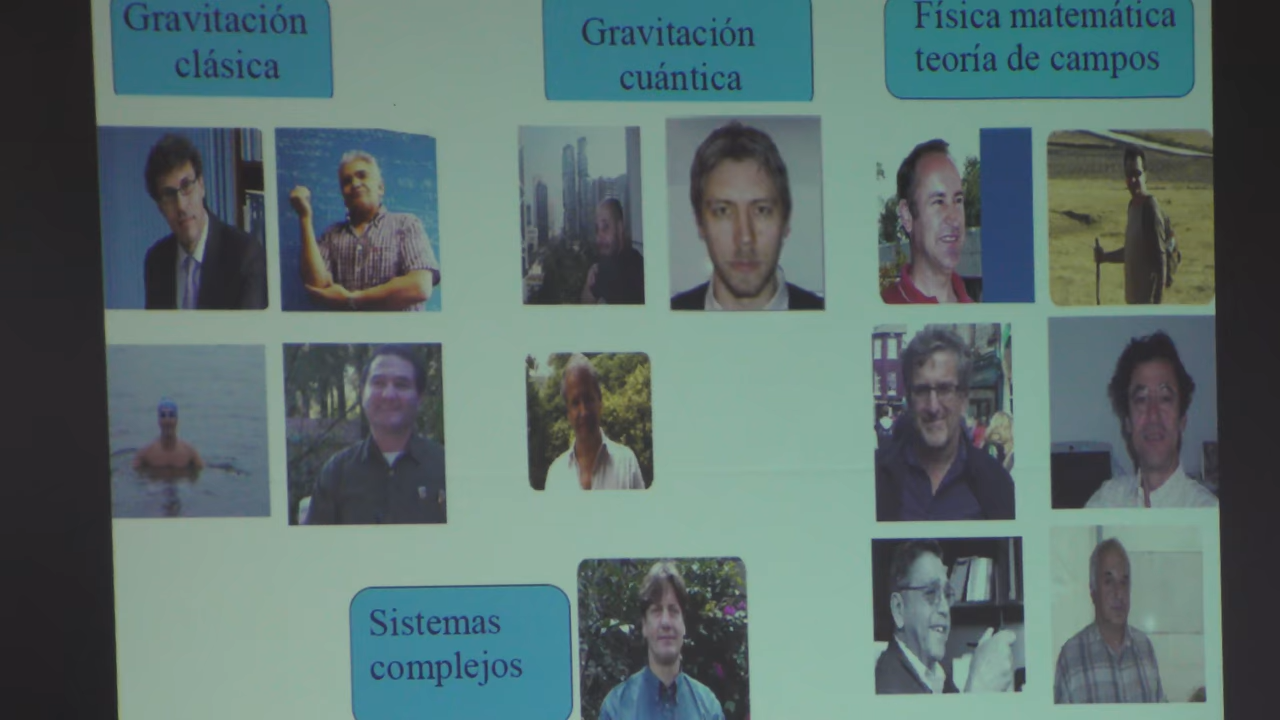 Gravitación
clásica
Gravitación
cuántica
Física matemática
teoría de campos
Sistemas
complejos